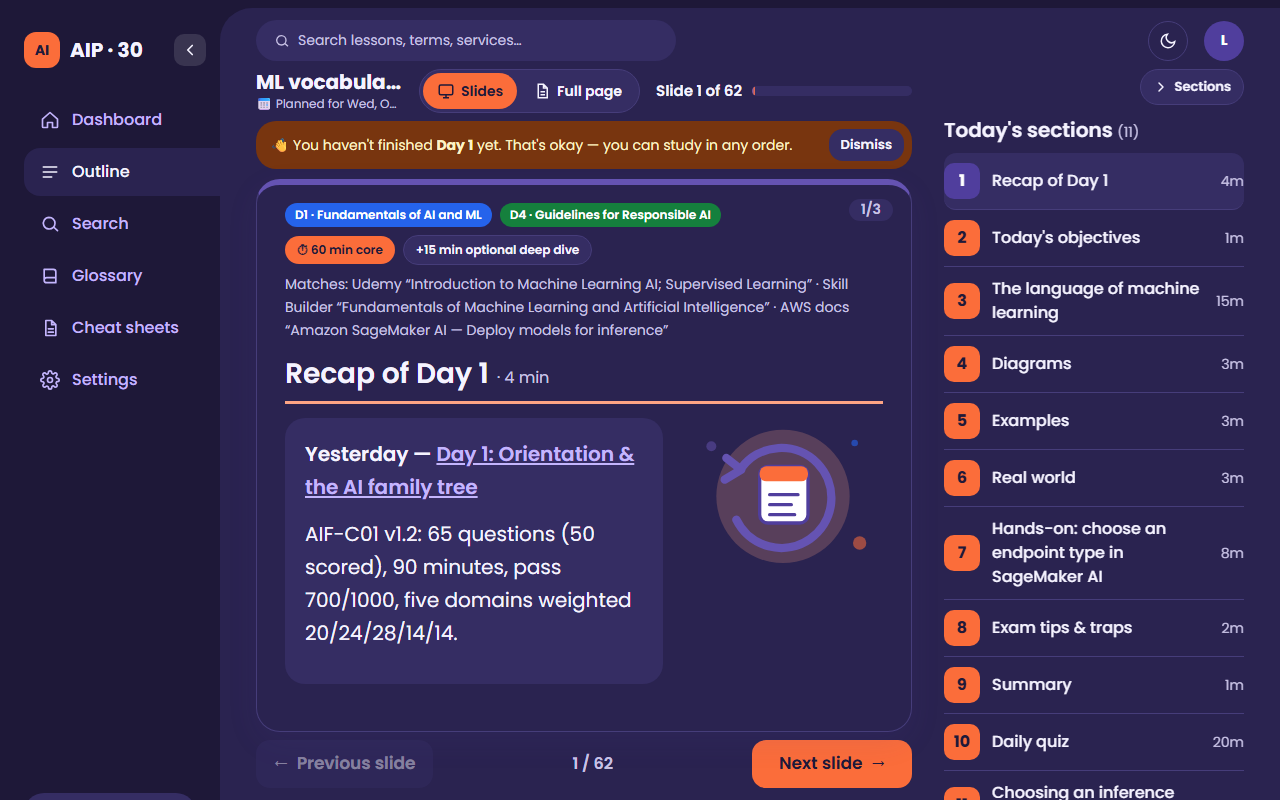 AI
AIP · 30
Dashboard
Outline
Search
Glossary
Cheat sheets
Settings
Search lessons, terms, services…
L
ML vocabula…
Planned for Wed, O…
Slides
Full page
Slide 1 of 62
Sections
You haven't finished Day 1 yet. That's okay — you can study in any order.
Dismiss
D1 · Fundamentals of AI and ML
D4 · Guidelines for Responsible AI
1/3
60 min core
+15 min optional deep dive
Matches: Udemy “Introduction to Machine Learning AI; Supervised Learning” · Skill
Builder “Fundamentals of Machine Learning and Artificial Intelligence” · AWS docs
“Amazon SageMaker AI — Deploy models for inference”
Recap of Day 1 · 4 min
Yesterday — Day 1: Orientation &
the AI family tree
AIF-C01 v1.2: 65 questions (50
scored), 90 minutes, pass
700/1000, five domains weighted
20/24/28/14/14.
← Previous slide
1 / 62
Next slide →
Today's sections (11)
1 Recap of Day 1 4m
2 Today's objectives 1m
3 The language of machine
learning 15m
4 Diagrams 3m
5 Examples 3m
6 Real world 3m
7 Hands-on: choose an
endpoint type in
SageMaker AI 8m
8 Exam tips & traps 2m
9 Summary 1m
10 Daily quiz 20m
Choosing an inference